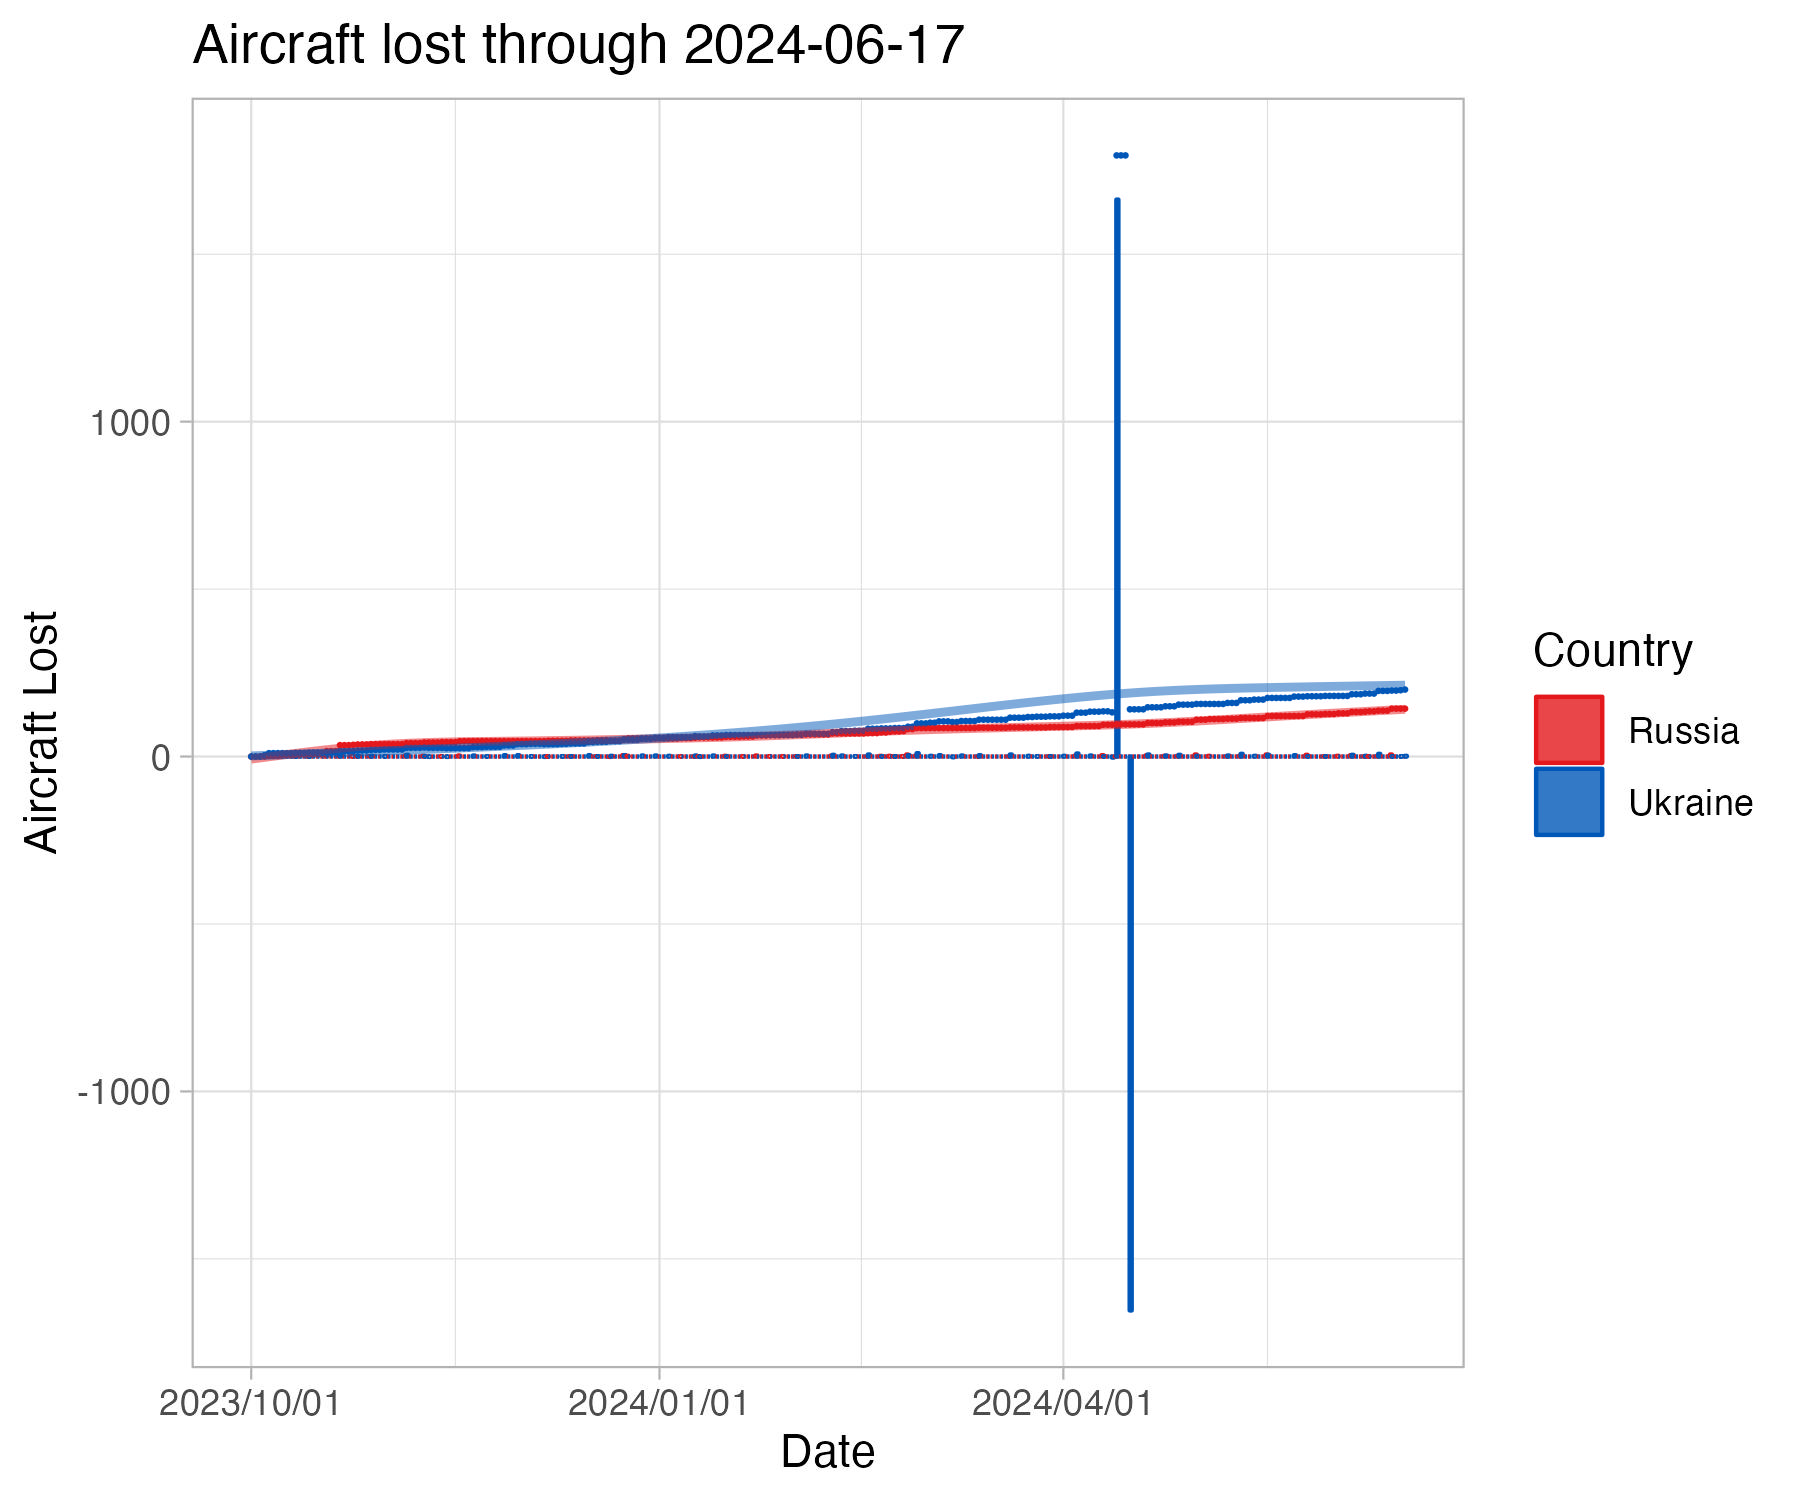 Aircraft lost through 2024-06-17
Aircraft Lost
1000
0
-1000
2023/10/01
2024/01/01
2024/04/01
Date
Country
Russia
Ukraine